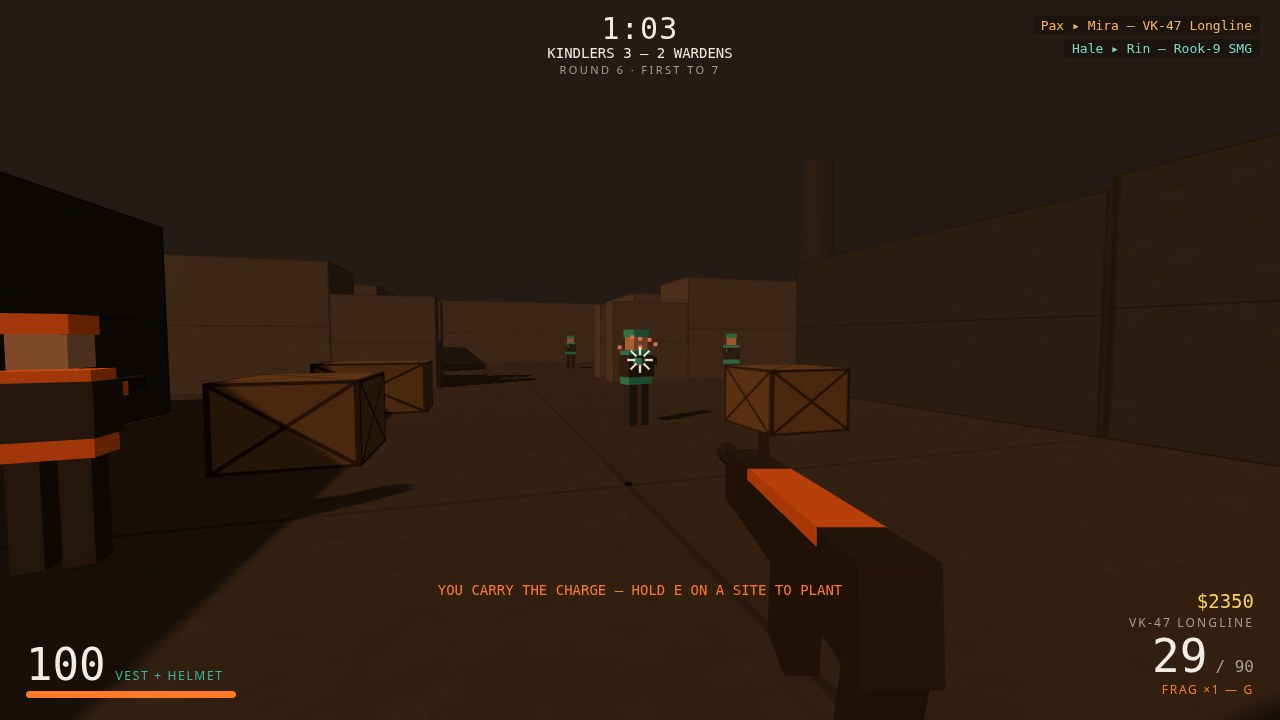 1:03
KINDLERS 3 — 2 WARDENS
ROUND 6 · FIRST TO 7
Pax ▸ Mira — VK-47 Longline
Hale ▸ Rin — Rook-9 SMG
YOU CARRY THE CHARGE — HOLD E ON A SITE TO PLANT
100 VEST + HELMET
$2350
VK-47 LONGLINE
29 / 90
FRAG ×1 — G